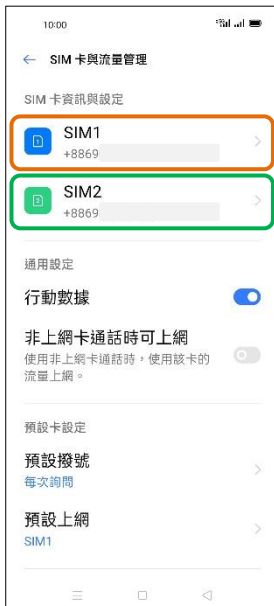 10:00
SIM 卡與流量管理
SIM 卡資訊與設定
SIM1
+8869
SIM2
+8869
通用設定
行動數據
非上網卡通話時可上網
使用非上網卡通話時，使用該卡的
流量上網。
預設卡設定
預設撥號
每次詢問
預設上網
SIM1